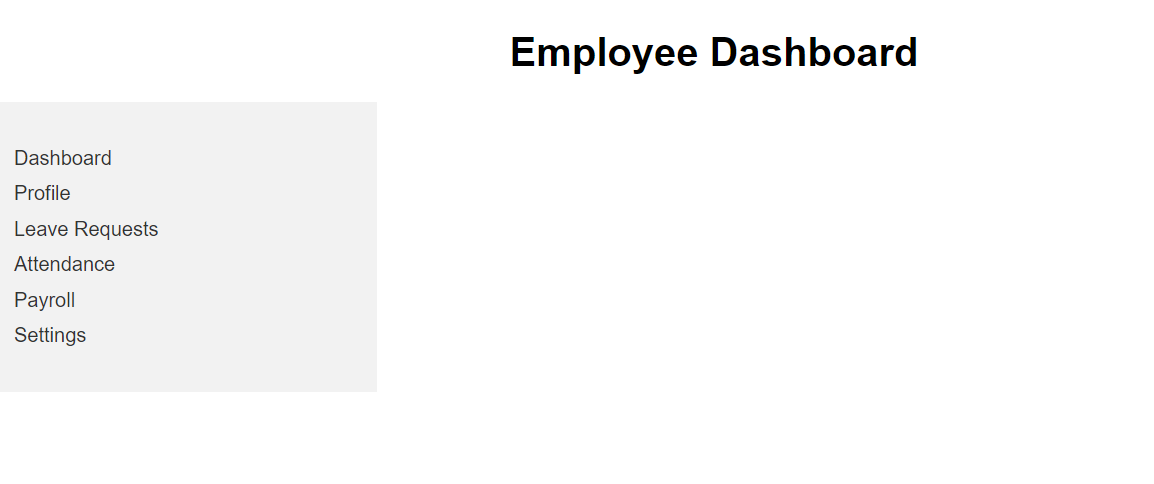 Employee Dashboard
Dashboard
Profile
Leave Requests
Attendance
Payroll
Settings